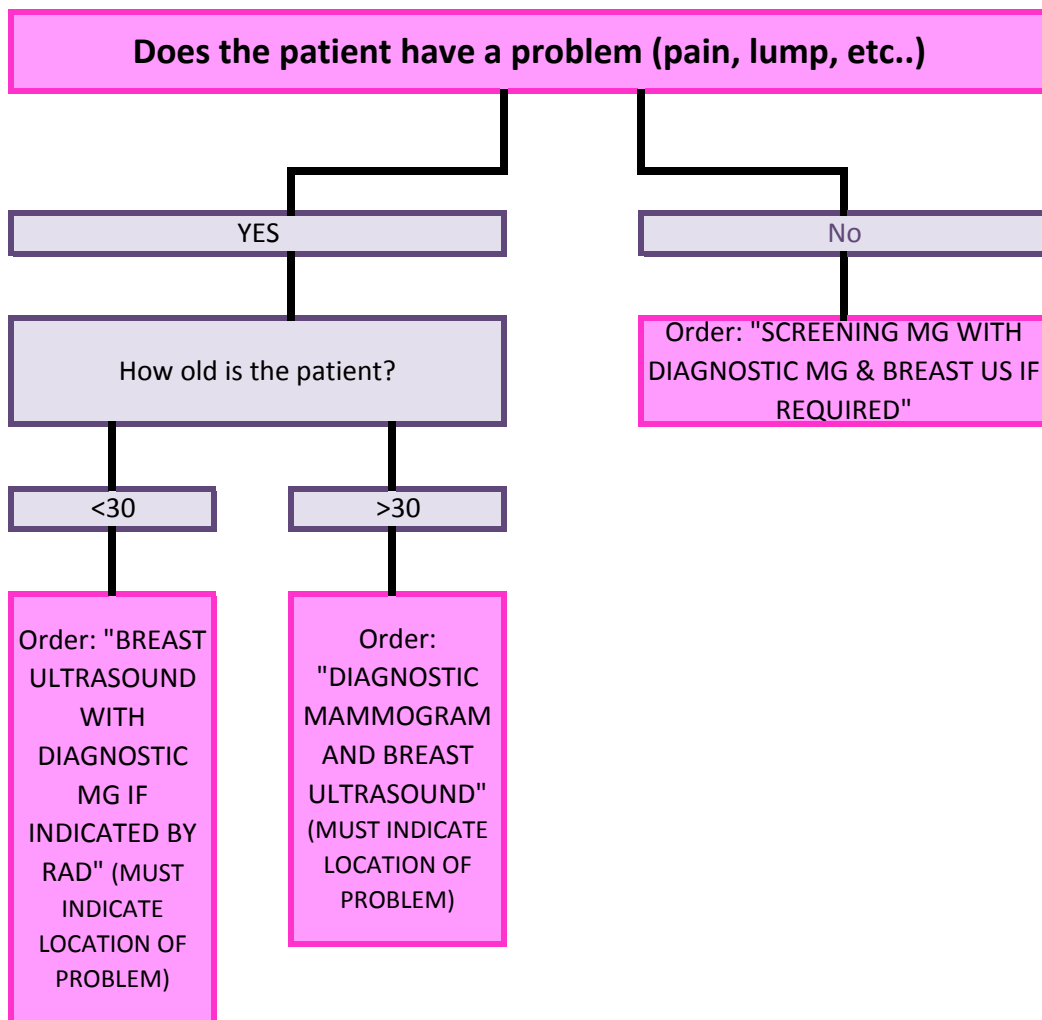 Does the patient have a problem (pain, lump, etc..)
YES
No
How old is the patient?
Order: "SCREENING MG WITH
DIAGNOSTIC MG & BREAST US IF
REQUIRED"
<30
>30
Order: "BREAST
ULTRASOUND
WITH
DIAGNOSTIC
MG IF
INDICATED BY
RAD" (MUST
INDICATE
LOCATION OF
PROBLEM)
Order:
"DIAGNOSTIC
MAMMOGRAM
AND BREAST
ULTRASOUND"
(MUST INDICATE
LOCATION OF
PROBLEM)